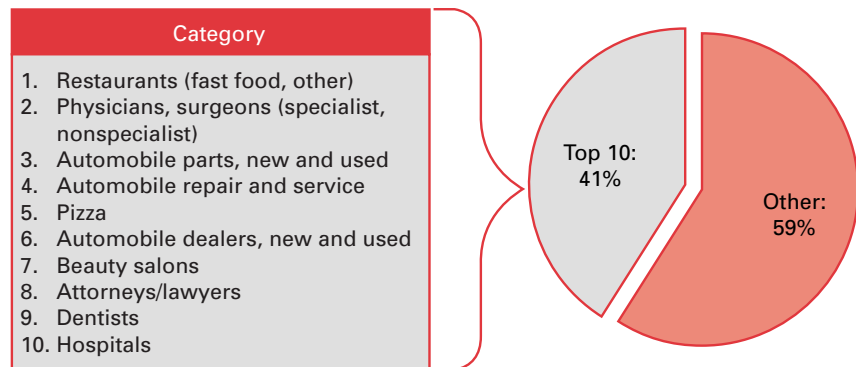 Category
1. Restaurants (fast food, other)
2. Physicians, surgeons (specialist,
nonspecialist)
3. Automobile parts, new and used
4. Automobile repair and service
5. Pizza
6. Automobile dealers, new and used
7. Beauty salons
8. Attorneys/lawyers
9. Dentists
10. Hospitals
Top 10:
41%
Other:
59%